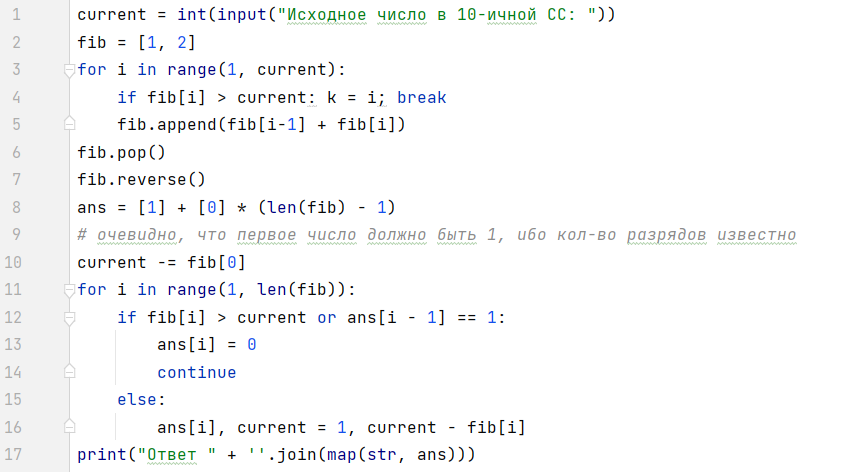 1 current = int(input("Исходное число в 10-ичной СС: "))
2 fib = [1, 2]
3 for i in range(1, current):
4     if fib[i] > current: k = i; break
5     fib.append(fib[i-1] + fib[i])
6 fib.pop()
7 fib.reverse()
8 ans = [1] + [0] * (len(fib) - 1)
9 # очевидно, что первое число должно быть 1, ибо кол-во разрядов известно
10 current -= fib[0]
11 for i in range(1, len(fib)):
12     if fib[i] > current or ans[i - 1] == 1:
13         ans[i] = 0
14         continue
15     else:
16         ans[i], current = 1, current - fib[i]
17 print("Ответ " + ''.join(map(str, ans)))